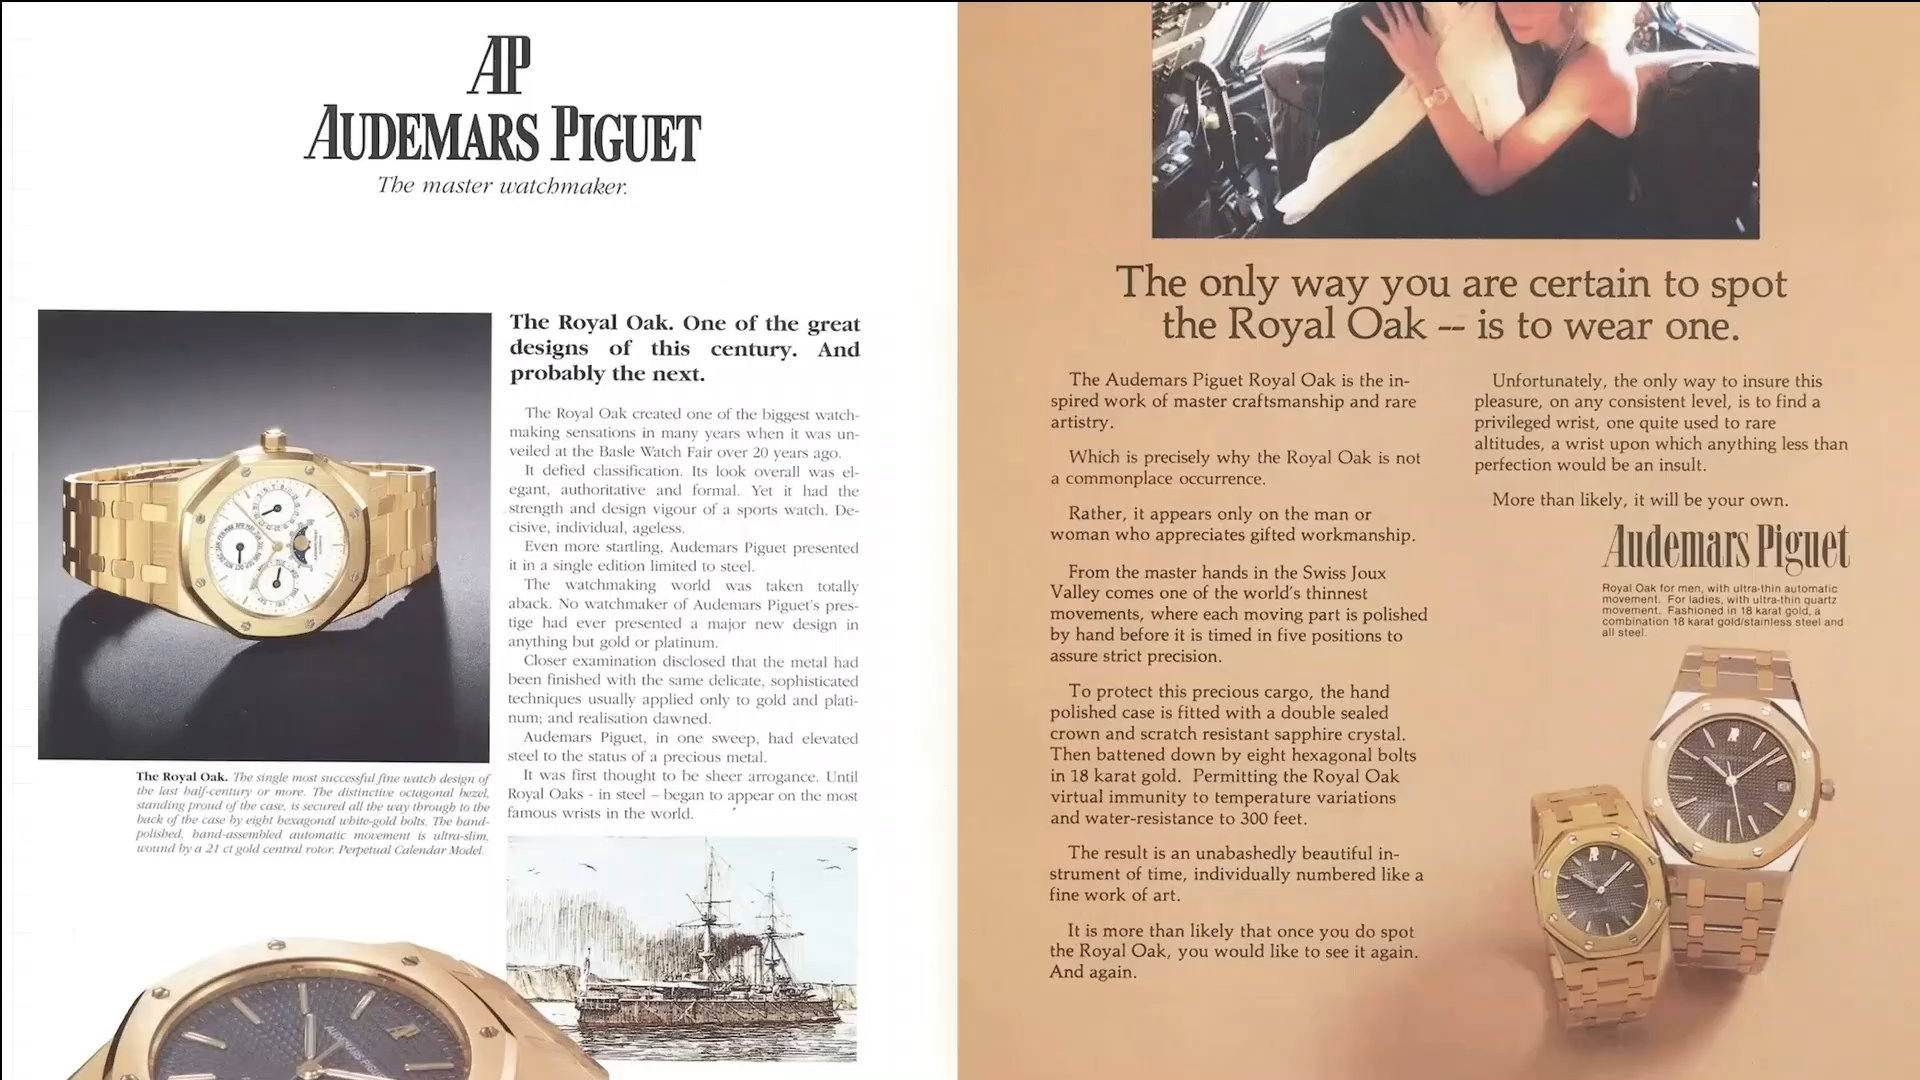 AP
AUDEMARS PIGUET
The master watchmaker.
The Royal Oak. One of the great
designs of this century. And
probably the next.
The Royal Oak created one of the biggest watch-
making sensations in many years when it was un-
veiled at the Basle Watch Fair over 20 years ago.
It defied classification. Its look overall was el-
egant, authoritative and formal. Yet it had the
strength and design vigour of a sports watch. De-
cisive, individual, ageless.
Even more startling, Audemars Piguet presented
it in a single edition limited to steel.
The watchmaking world was taken totally
aback. No watchmaker of Audemars Piguet's pres-
tige had ever presented a major new design in
anything but gold or platinum.
Closer examination disclosed that the metal had
been finished with the same delicate, sophisticated
techniques usually applied only to gold and plati-
num; and realisation dawned.
Audemars Piguet, in one sweep, had elevated
steel to the status of a precious metal.
It was first thought to be sheer arrogance. Until
Royal Oaks - in steel – began to appear on the most
famous wrists in the world.
The Royal Oak. The single most successful fine watch design of
the last half-century or more. The distinctive octagonal bezel,
standing proud of the case, is secured all the way through to the
back of the case by eight hexagonal white-gold bolts. The hand-
polished, hand-assembled automatic movement is ultra-slim,
wound by a 21 ct gold central rotor. Perpetual Calendar Model.
AP
AUDEMARS PIGUET
The only way you are certain to spot
the Royal Oak -- is to wear one.
The Audemars Piguet Royal Oak is the in-
spired work of master craftsmanship and rare
artistry.
Which is precisely why the Royal Oak is not
a commonplace occurrence.
Rather, it appears only on the man or
woman who appreciates gifted workmanship.
From the master hands in the Swiss Joux
Valley comes one of the world's thinnest
movements, where each moving part is polished
by hand before it is timed in five positions to
assure strict precision.
To protect this precious cargo, the hand
polished case is fitted with a double sealed
crown and scratch resistant sapphire crystal.
Then battened down by eight hexagonal bolts
in 18 karat gold. Permitting the Royal Oak
virtual immunity to temperature variations
and water-resistance to 300 feet.
The result is an unabashedly beautiful in-
strument of time, individually numbered like a
fine work of art.
It is more than likely that once you do spot
the Royal Oak, you would like to see it again.
And again.
Unfortunately, the only way to insure this
pleasure, on any consistent level, is to find a
privileged wrist, one quite used to rare
altitudes, a wrist upon which anything less than
perfection would be an insult.
More than likely, it will be your own.
Audemars Piguet
Royal Oak for men, with ultra-thin automatic
movement. For ladies, with ultra-thin quartz
movement. Fashioned in 18 karat gold, a
combination 18 karat gold/stainless steel and
all steel.
AP
AP